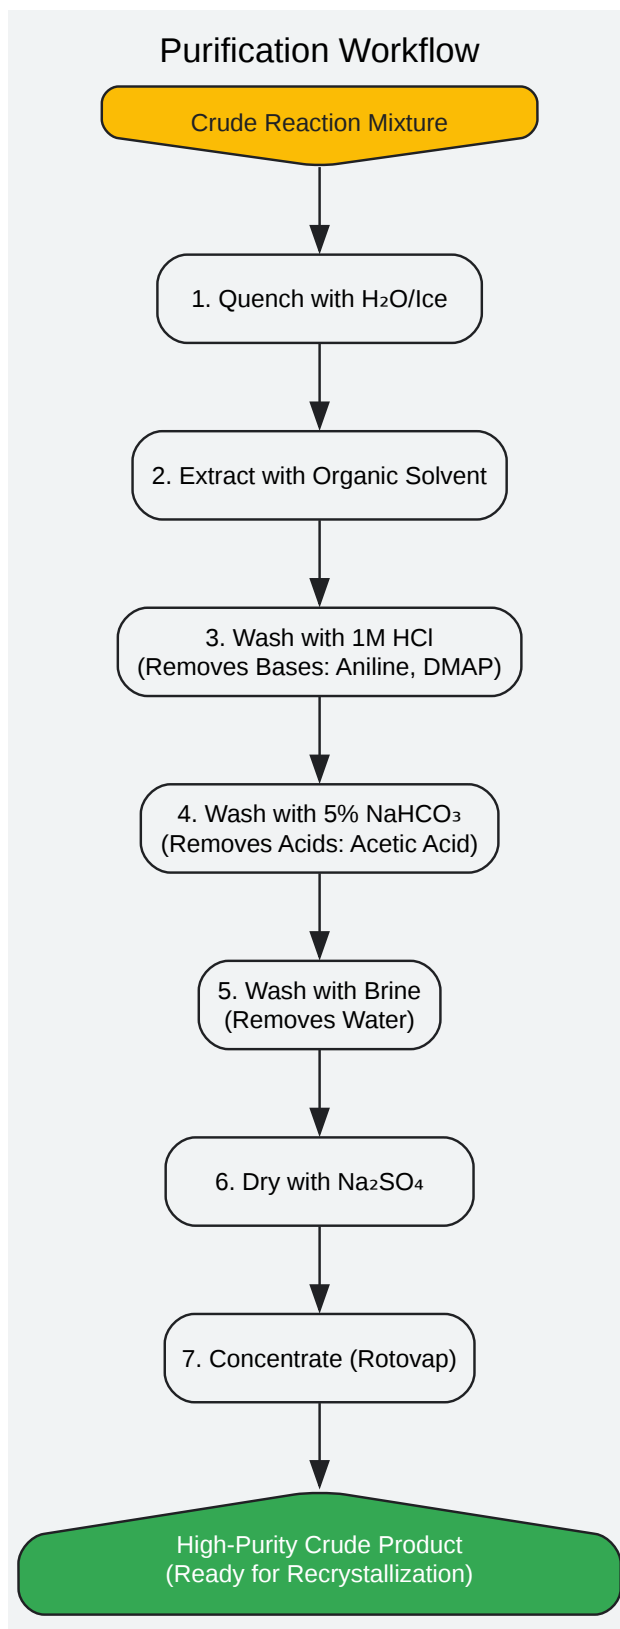 Purification Workflow
Crude Reaction Mixture
1. Quench with H₂O/Ice
2. Extract with Organic Solvent
3. Wash with 1M HCl
(Removes Bases: Aniline, DMAP)
4. Wash with 5% NaHCO₃
(Removes Acids: Acetic Acid)
5. Wash with Brine
(Removes Water)
6. Dry with Na₂SO₄
7. Concentrate (Rotovap)
High-Purity Crude Product
(Ready for Recrystallization)